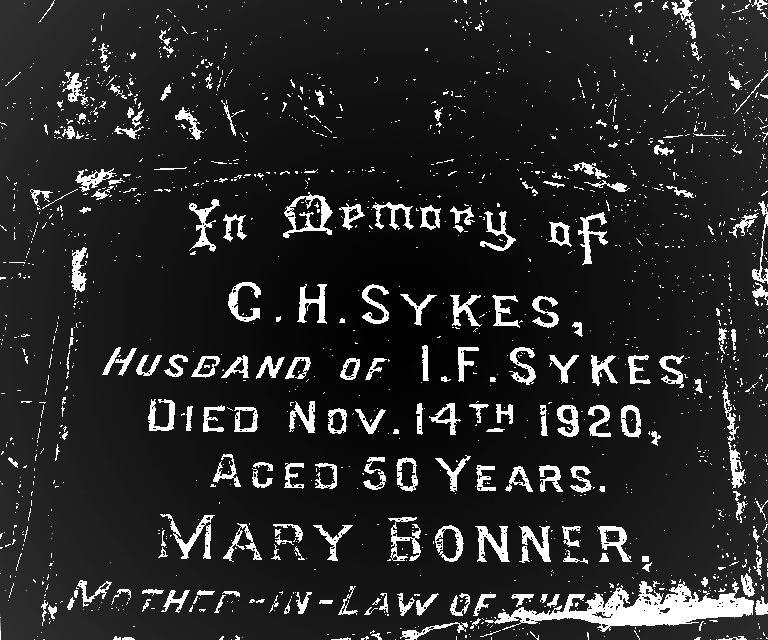 In Memory of
G.H. SYKES,
HUSBAND OF I.F. SYKES,
DIED NOV. 14TH 1920,
AGED 50 YEARS.
MARY BONNER.
MOTHER-IN-LAW OF THE